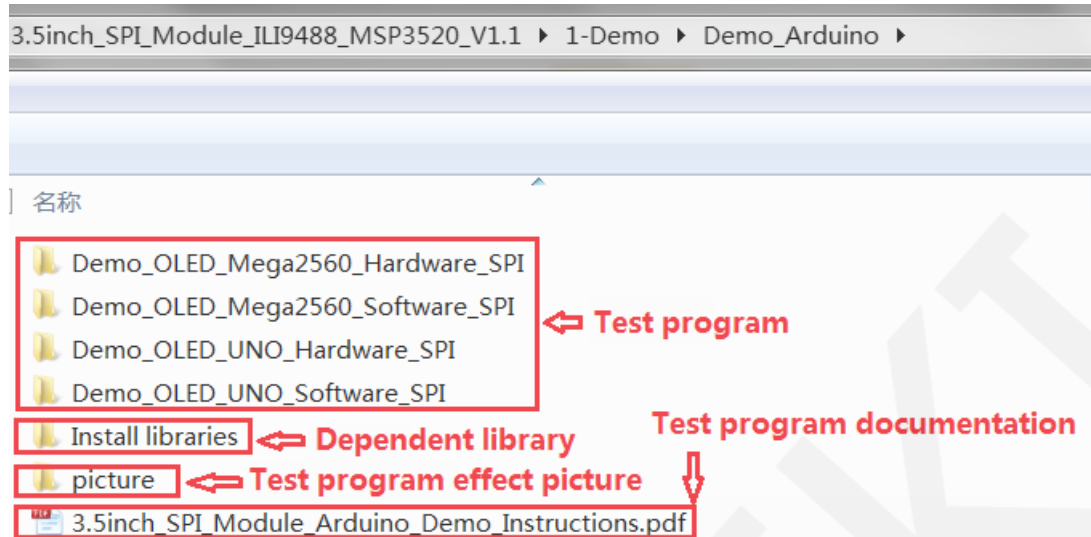 3.5inch_SPI_Module_ILI9488_MSP3520_V1.1 ▸ 1-Demo ▸ Demo_Arduino ▸
名称
Demo_OLED_Mega2560_Hardware_SPI
Demo_OLED_Mega2560_Software_SPI
Test program
Demo_OLED_UNO_Hardware_SPI
Demo_OLED_UNO_Software_SPI
Test program documentation
Install libraries
Dependent library
picture
Test program effect picture
3.5inch_SPI_Module_Arduino_Demo_Instructions.pdf